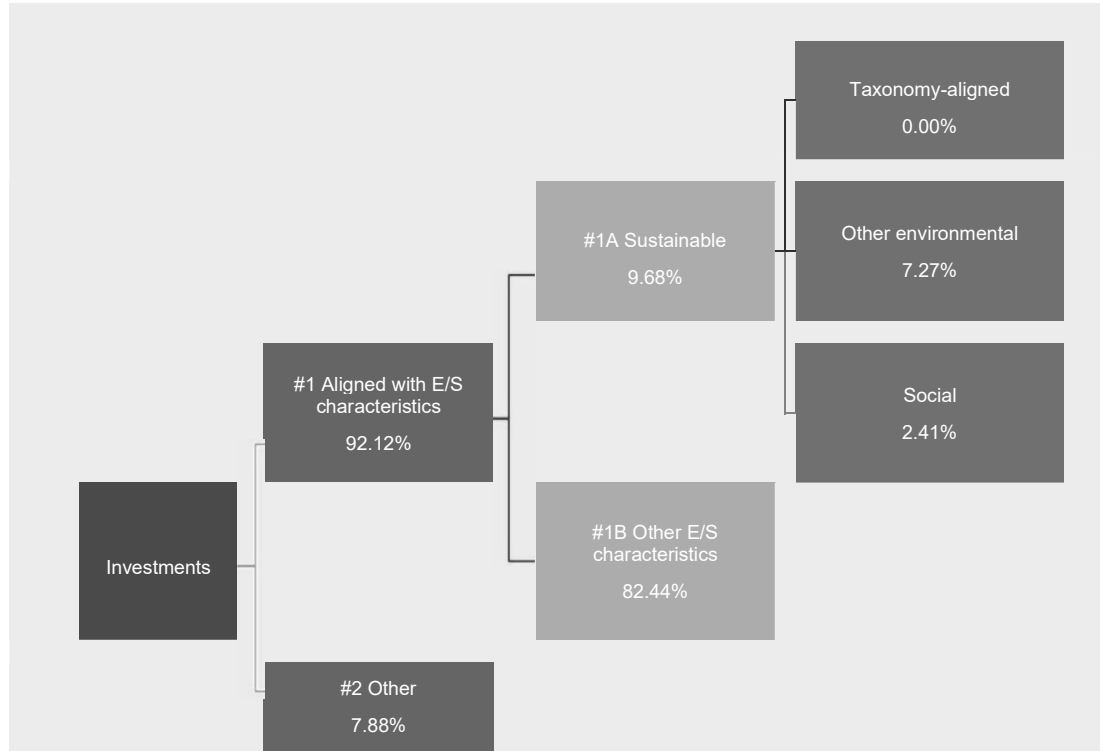 Investments
#1 Aligned with E/S
characteristics
92.12%
#2 Other
7.88%
#1A Sustainable
9.68%
#1B Other E/S
characteristics
82.44%
Taxonomy-aligned
0.00%
Other environmental
7.27%
Social
2.41%